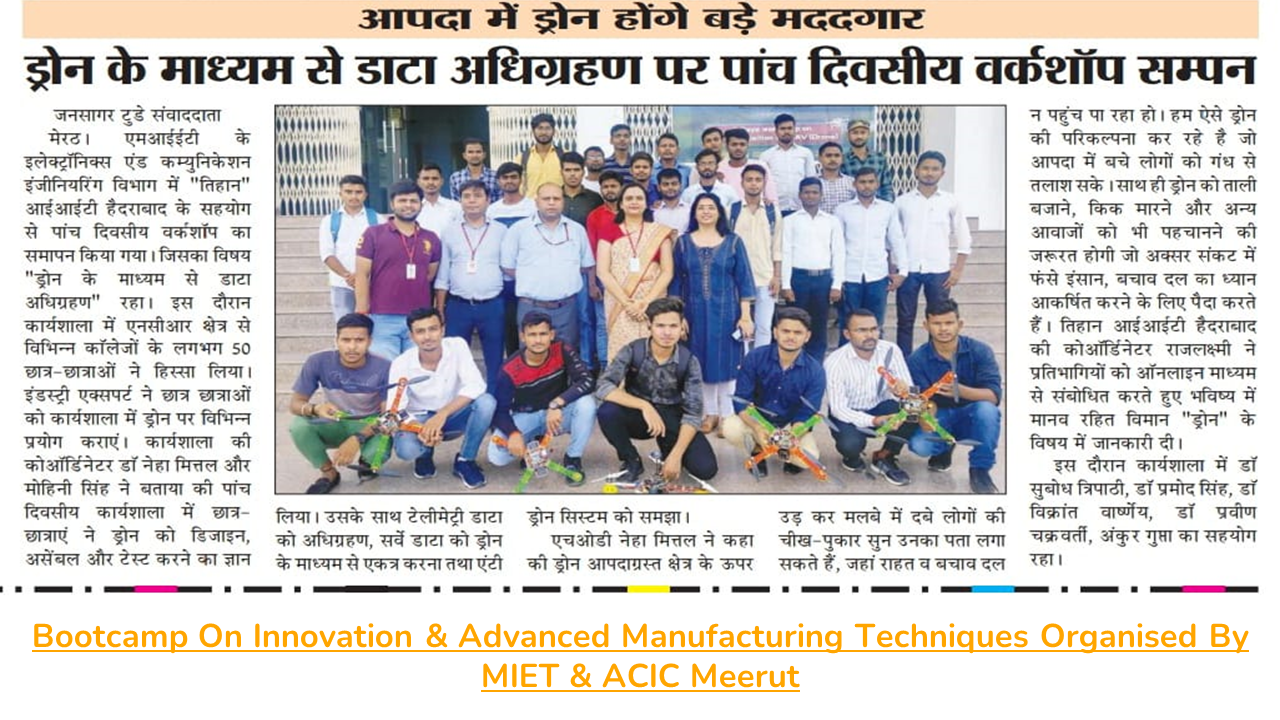 आपदा में ड्रोन होंगे बड़े मददगार
ड्रोन के माध्यम से डाटा अधिग्रहण पर पांच दिवसीय वर्कशॉप सम्पन
जनसागर टुडे संवाददाता
मेरठ। एमआईईटी के
इलेक्ट्रॉनिक्स एंड कम्युनिकेशन
इंजीनियरिंग विभाग में "तिहान"
आईआईटी हैदराबाद के सहयोग
से पांच दिवसीय वर्कशॉप का
समापन किया गया। जिसका विषय
"ड्रोन के माध्यम से डाटा
अधिग्रहण" रहा। इस दौरान
कार्यशाला में एनसीआर क्षेत्र से
विभिन्न कॉलेजों के लगभग 50
छात्र-छात्राओं ने हिस्सा लिया।
इंडस्ट्री एक्सपर्ट ने छात्र छात्राओं
को कार्यशाला में ड्रोन पर विभिन्न
प्रयोग कराएं। कार्यशाला की
कोऑर्डिनेटर डॉ नेहा मित्तल और
मोहिनी सिंह ने बताया की पांच
दिवसीय कार्यशाला में छात्र-
छात्राएं ने ड्रोन को डिजाइन,
असेंबल और टेस्ट करने का ज्ञान
लिया। उसके साथ टेलीमेट्री डाटा
को अधिग्रहण, सर्वे डाटा को ड्रोन
के माध्यम से एकत्र करना तथा एंटी
ड्रोन सिस्टम को समझा।
एचओडी नेहा मित्तल ने कहा
की ड्रोन आपदाग्रस्त क्षेत्र के ऊपर
उड़ कर मलबे में दबे लोगों की
चीख-पुकार सुन उनका पता लगा
सकते हैं, जहां राहत व बचाव दल
न पहुंच पा रहा हो। हम ऐसे ड्रोन
की परिकल्पना कर रहे है जो
आपदा में बचे लोगों को गंध से
तलाश सके। साथ ही ड्रोन को ताली
बजाने, किक मारने और अन्य
आवाजों को भी पहचानने की
जरूरत होगी जो अक्सर संकट में
फंसे इंसान, बचाव दल का ध्यान
आकर्षित करने के लिए पैदा करते
हैं। तिहान आईआईटी हैदराबाद
की कोऑर्डिनेटर राजलक्ष्मी ने
प्रतिभागियों को ऑनलाइन माध्यम
से संबोधित करते हुए भविष्य में
मानव रहित विमान "ड्रोन" के
विषय में जानकारी दी।
इस दौरान कार्यशाला में डॉ
सुबोध त्रिपाठी, डॉ प्रमोद सिंह, डॉ
विक्रांत वार्ष्णेय, डॉ प्रवीण
चक्रवर्ती, अंकुर गुप्ता का सहयोग
रहा।
Bootcamp On Innovation & Advanced Manufacturing Techniques Organised By
MIET & ACIC Meerut